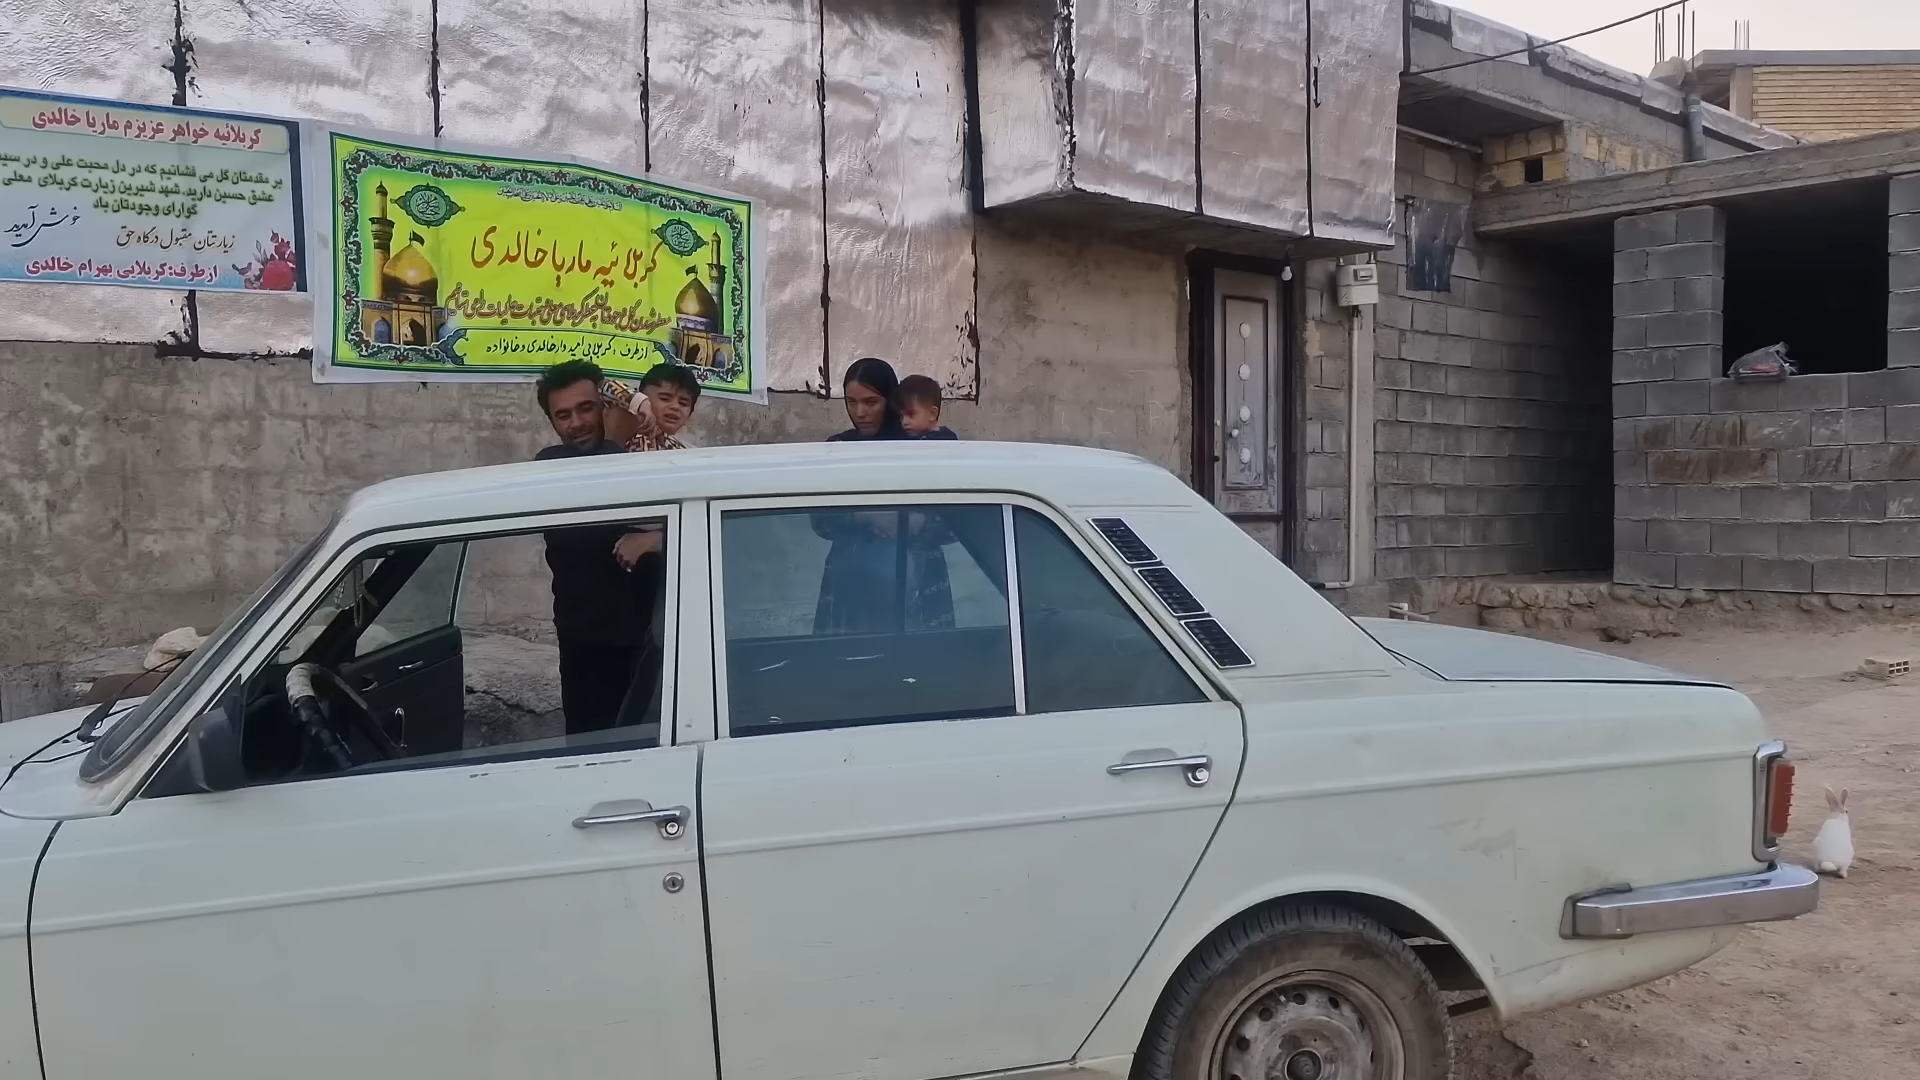 کربلائیه خواهر عزیزم ماریا خالدی
بر مقدمتان گل می فشانیم که در دل محبت علی و در سینه
عشق حسین دارید. شهد شیرین زیارت کربلای معلی
گوارای وجودتان باد
خوش آمدید
زیارتتان مقبول درگاه حق
ازطرف:کربلایی بهرام خالدی
کربلائیه ماریا خالدی
ازطرف : کربلایی امیدوار خالدی و خانواده